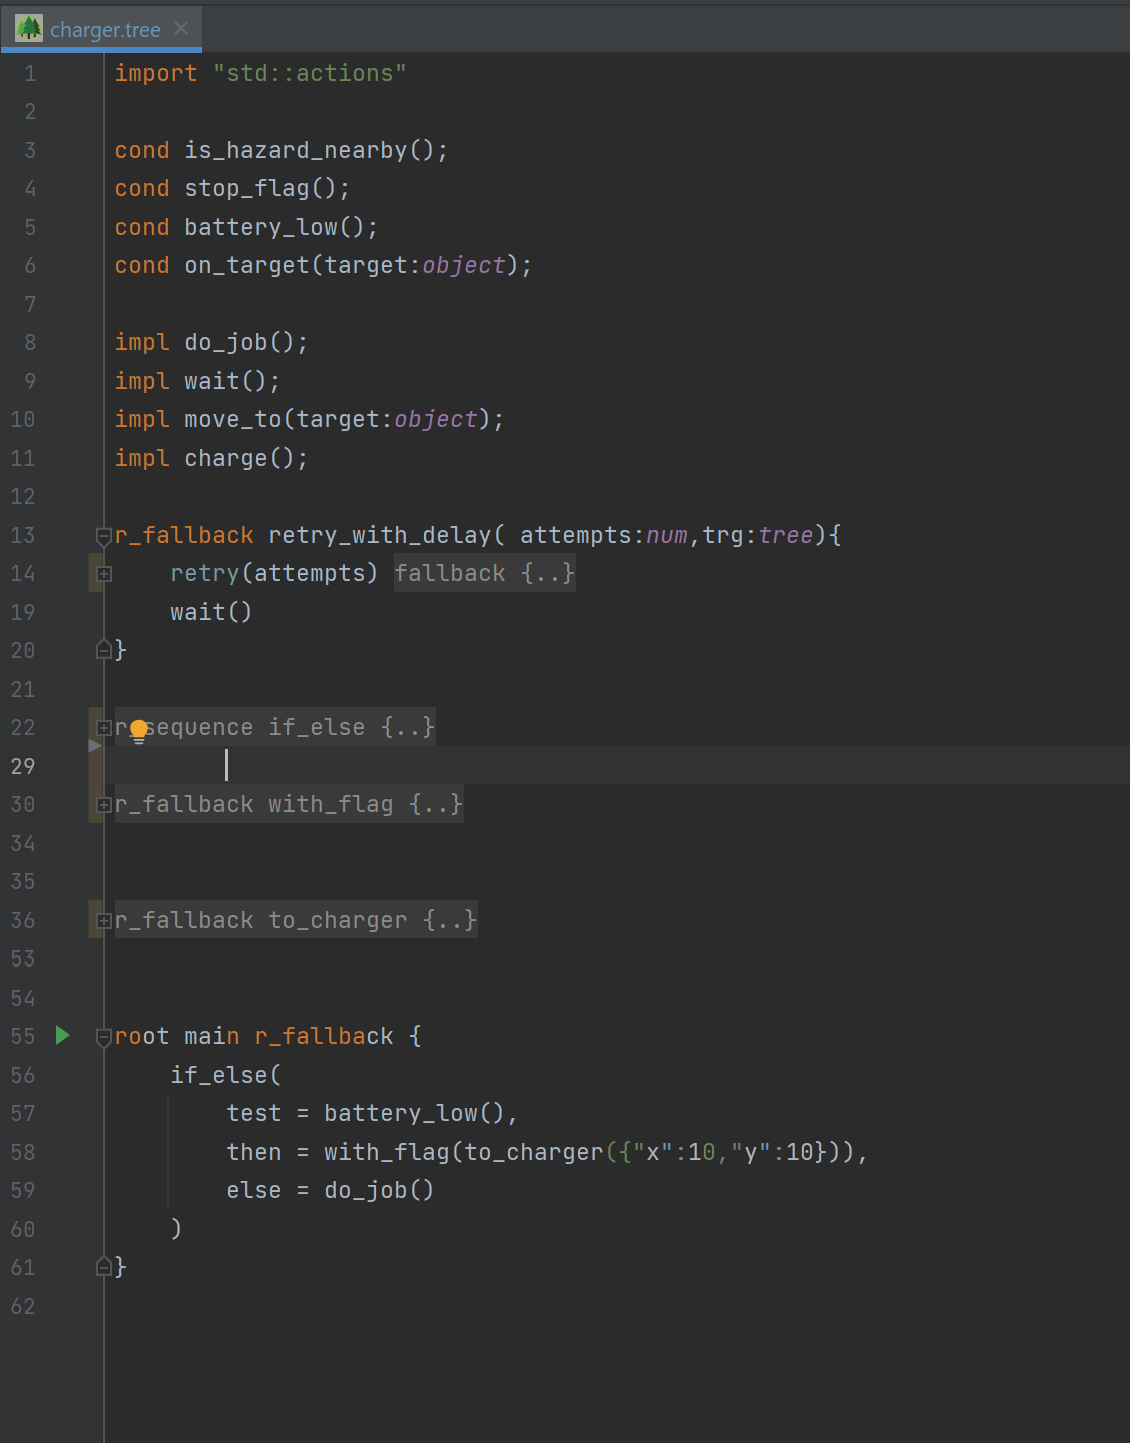 charger.tree
1 import "std::actions"
2
3 cond is_hazard_nearby();
4 cond stop_flag();
5 cond battery_low();
6 cond on_target(target:object);
7
8 impl do_job();
9 impl wait();
10 impl move_to(target:object);
11 impl charge();
12
13 r_fallback retry_with_delay( attempts:num,trg:tree){
14 retry(attempts) fallback {..}
19 wait()
20 }
21
22 r_sequence if_else {..}
29
30 r_fallback with_flag {..}
34
35
36 r_fallback to_charger {..}
53
54
55 root main r_fallback {
56 if_else(
57 test = battery_low(),
58 then = with_flag(to_charger({"x":10,"y":10})),
59 else = do_job()
60 )
61 }
62